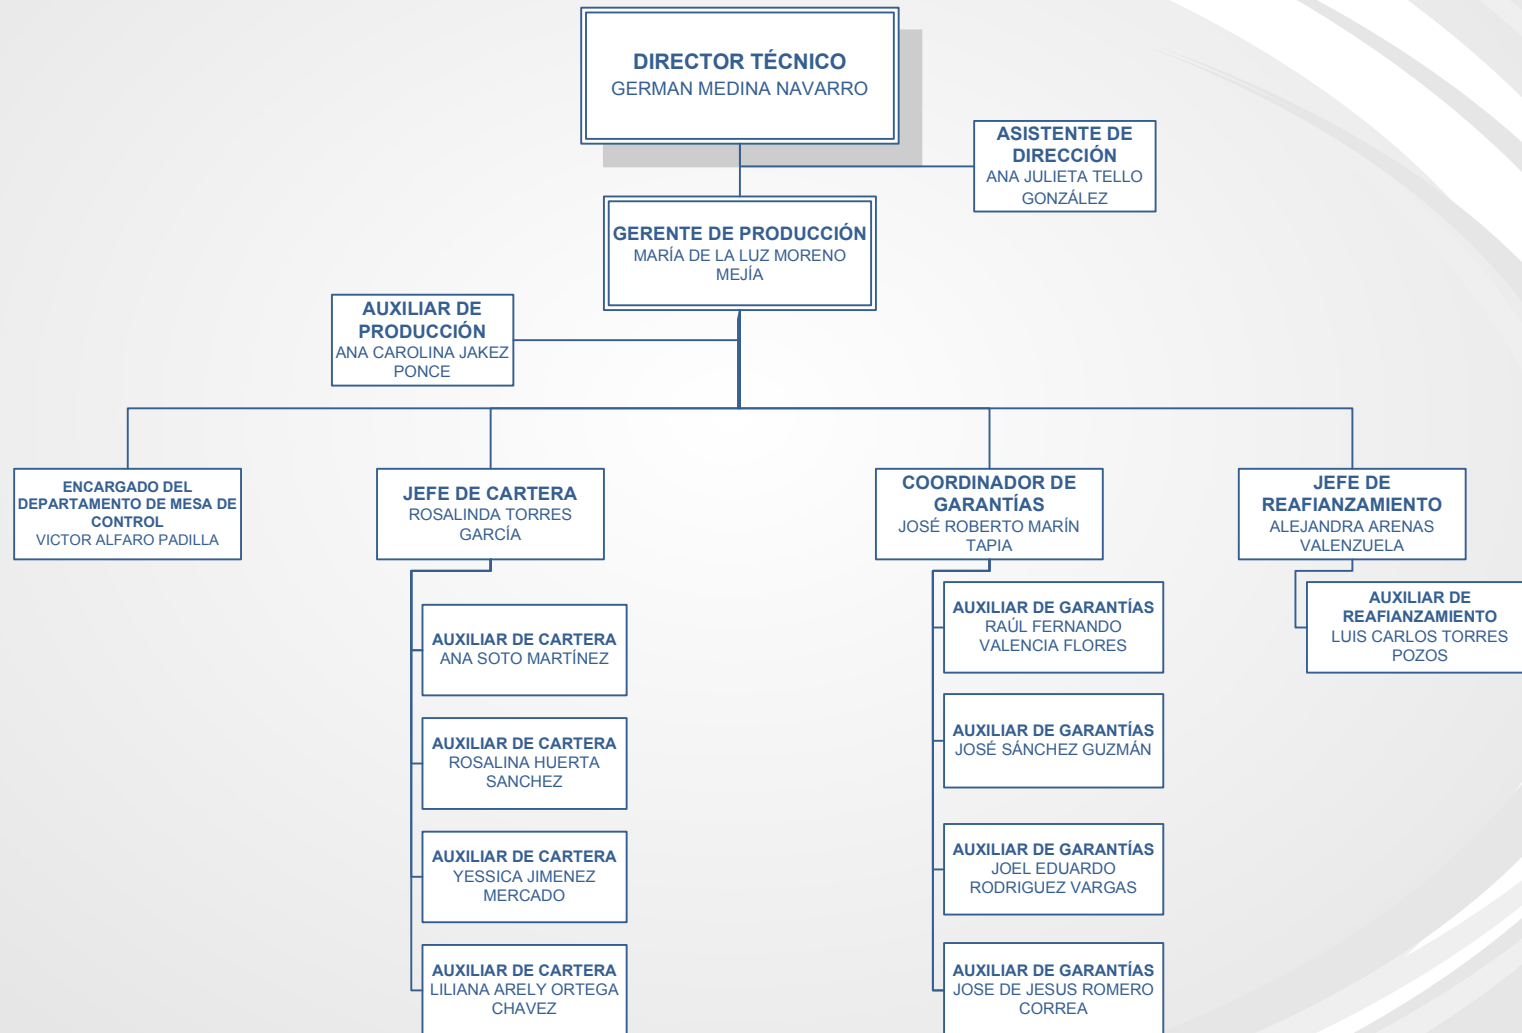 DIRECTOR TÉCNICO
GERMAN MEDINA NAVARRO
ASISTENTE DE
DIRECCIÓN
ANA JULIETA TELLO
GONZÁLEZ
GERENTE DE PRODUCCIÓN
MARÍA DE LA LUZ MORENO
MEJÍA
AUXILIAR DE
PRODUCCIÓN
ANA CAROLINA JAKEZ
PONCE
ENCARGADO DEL
DEPARTAMENTO DE MESA DE
CONTROL
VICTOR ALFARO PADILLA
JEFE DE CARTERA
ROSALINDA TORRES
GARCÍA
COORDINADOR DE
GARANTÍAS
JOSÉ ROBERTO MARÍN
TAPIA
JEFE DE
REAFIANZAMIENTO
ALEJANDRA ARENAS
VALENZUELA
AUXILIAR DE CARTERA
ANA SOTO MARTÍNEZ
AUXILIAR DE CARTERA
ROSALINA HUERTA
SANCHEZ
AUXILIAR DE CARTERA
YESSICA JIMENEZ
MERCADO
AUXILIAR DE CARTERA
LILIANA ARELY ORTEGA
CHAVEZ
AUXILIAR DE GARANTÍAS
RAÚL FERNANDO
VALENCIA FLORES
AUXILIAR DE GARANTÍAS
JOSÉ SÁNCHEZ GUZMÁN
AUXILIAR DE GARANTÍAS
JOEL EDUARDO
RODRIGUEZ VARGAS
AUXILIAR DE GARANTÍAS
JOSE DE JESUS ROMERO
CORREA
AUXILIAR DE
REAFIANZAMIENTO
LUIS CARLOS TORRES
POZOS